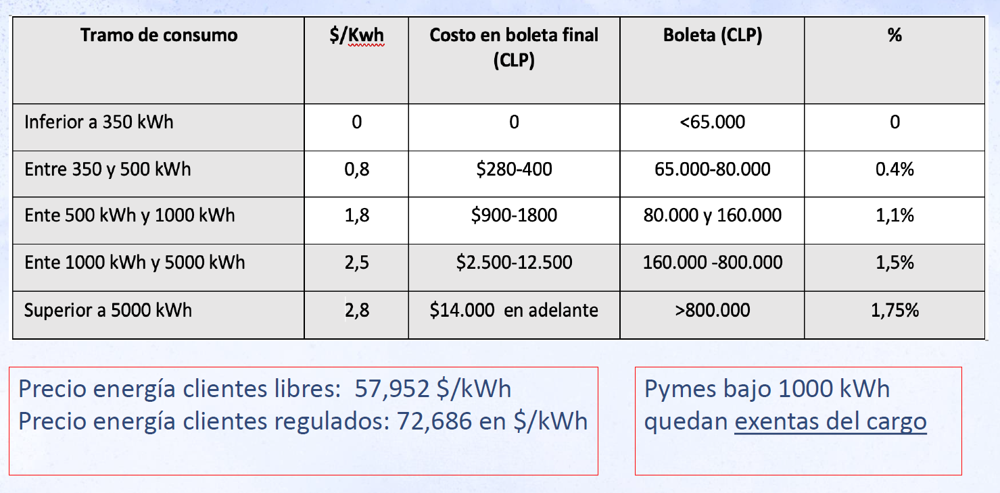 Tramo de consumo $/Kwh Costo en boleta final (CLP) Boleta (CLP) %
Inferior a 350 kWh 0 0 <65.000 0
Entre 350 y 500 kWh 0,8 $280-400 65.000-80.000 0.4%
Ente 500 kWh y 1000 kWh 1,8 $900-1800 80.000 y 160.000 1,1%
Ente 1000 kWh y 5000 kWh 2,5 $2.500-12.500 160.000 -800.000 1,5%
Superior a 5000 kWh 2,8 $14.000 en adelante >800.000 1,75%
Precio energía clientes libres: 57,952 $/kWh
Precio energía clientes regulados: 72,686 en $/kWh
Pymes bajo 1000 kWh
quedan exentas del cargo